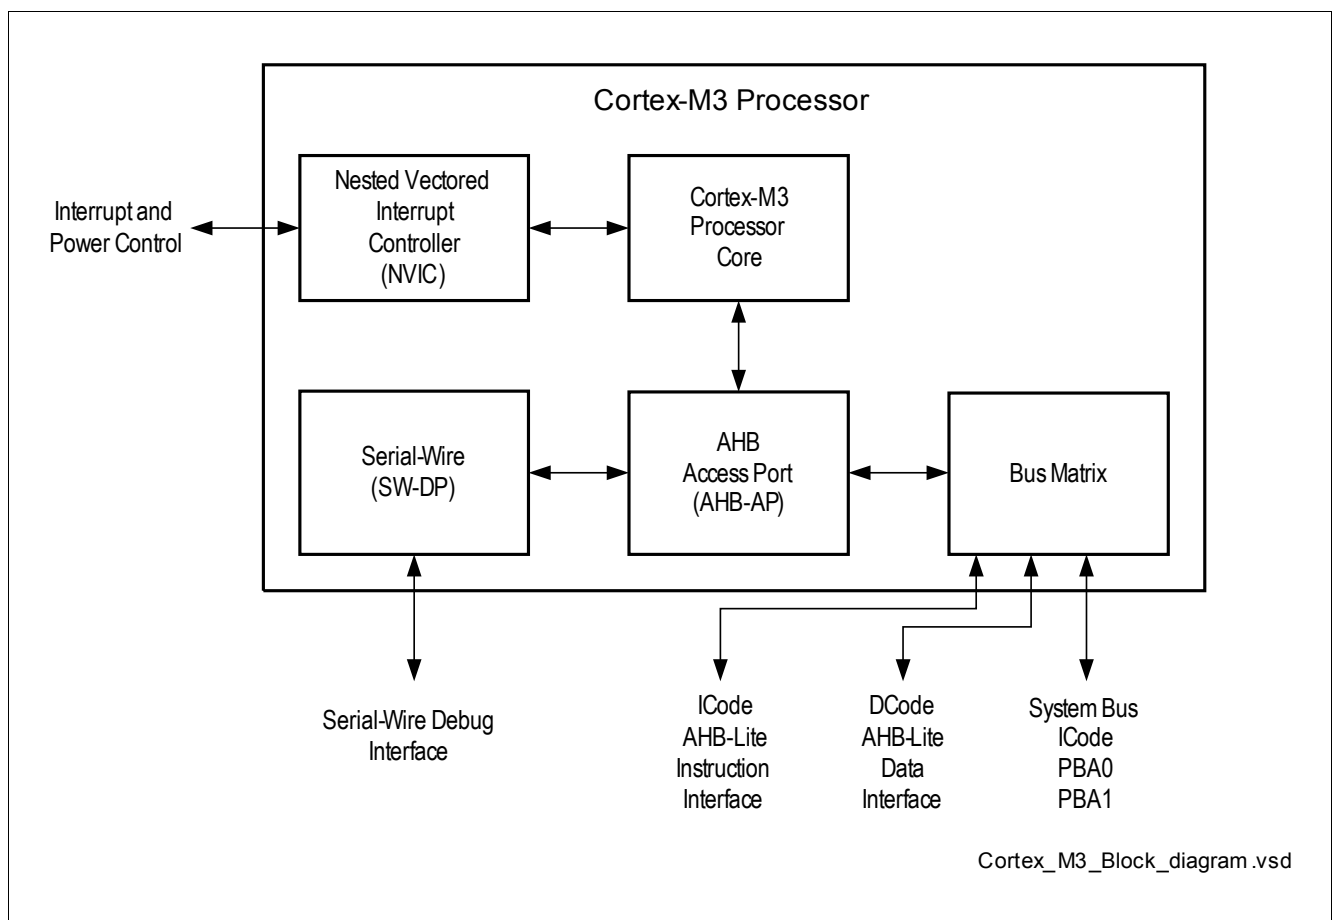 Cortex-M3 Processor
Nested Vectored
Interrupt
Controller
(NVIC)
Cortex-M3
Processor
Core
Interrupt and
Power Control
Serial-Wire
(SW-DP)
AHB
Access Port
(AHB-AP)
Bus Matrix
Serial-Wire Debug
Interface
ICode
AHB-Lite
Instruction
Interface
DCode
AHB-Lite
Data
Interface
System Bus
ICode
PBA0
PBA1
Cortex_M3_Block_diagram.vsd